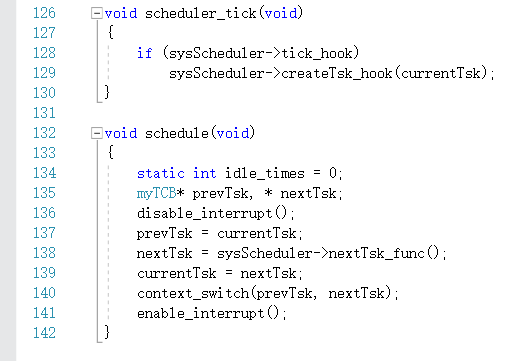 126 void scheduler_tick(void)
127 {
128 if (sysScheduler->tick_hook)
129 sysScheduler->createTsk_hook(currentTsk);
130 }
131
132 void schedule(void)
133 {
134 static int idle_times = 0;
135 myTCB* prevTsk, * nextTsk;
136 disable_interrupt();
137 prevTsk = currentTsk;
138 nextTsk = sysScheduler->nextTsk_func();
139 currentTsk = nextTsk;
140 context_switch(prevTsk, nextTsk);
141 enable_interrupt();
142 }